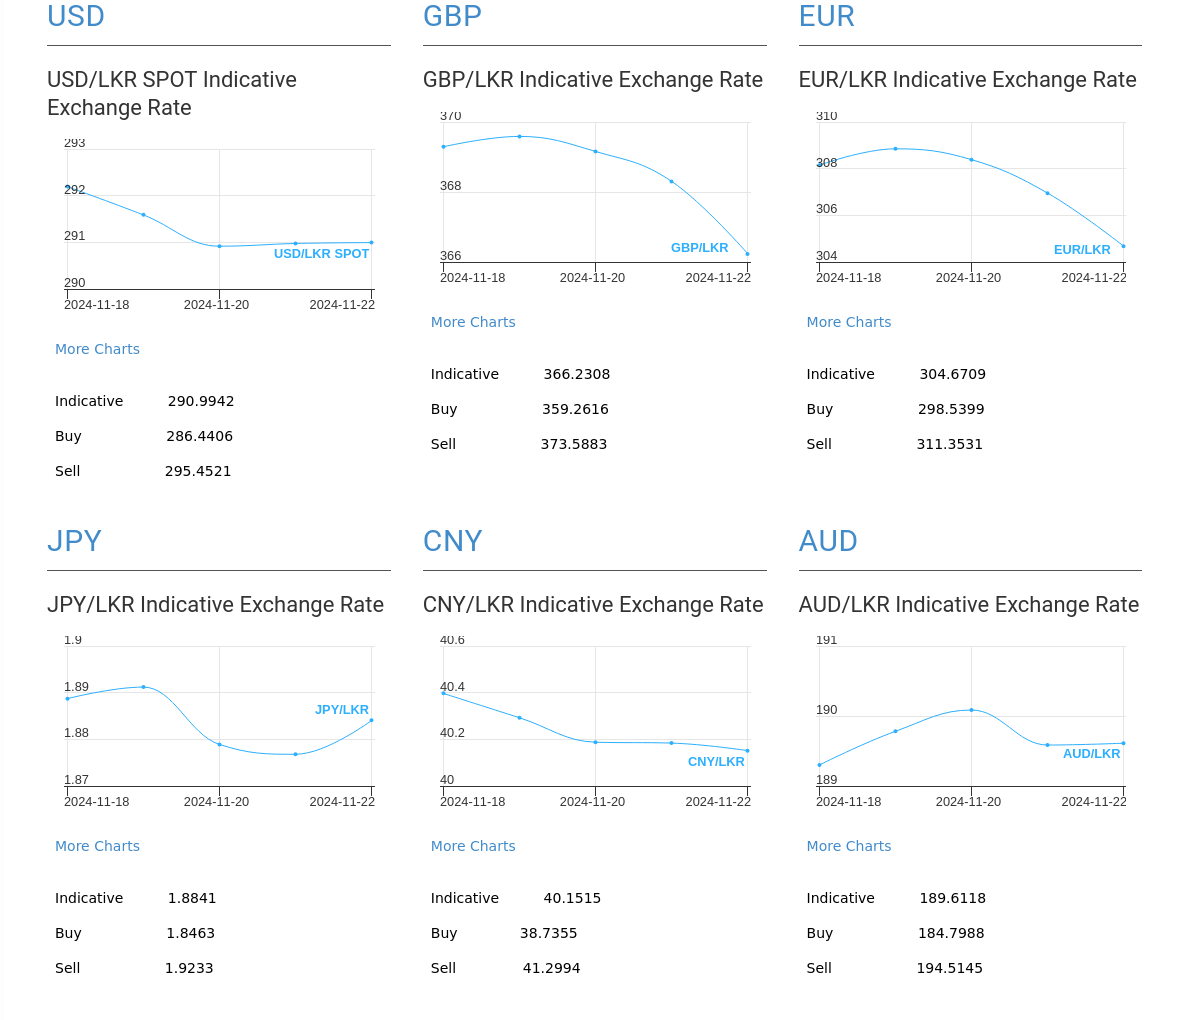 USD
USD/LKR SPOT Indicative
Exchange Rate
293
292
291
290
USD/LKR SPOT
2024-11-18 2024-11-20 2024-11-22
More Charts
Indicative 290.9942
Buy 286.4406
Sell 295.4521
GBP
GBP/LKR Indicative Exchange Rate
370
368
366
GBP/LKR
2024-11-18 2024-11-20 2024-11-22
More Charts
Indicative 366.2308
Buy 359.2616
Sell 373.5883
EUR
EUR/LKR Indicative Exchange Rate
310
308
306
304
EUR/LKR
2024-11-18 2024-11-20 2024-11-22
More Charts
Indicative 304.6709
Buy 298.5399
Sell 311.3531
JPY
JPY/LKR Indicative Exchange Rate
1.9
1.89
1.88
1.87
JPY/LKR
2024-11-18 2024-11-20 2024-11-22
More Charts
Indicative 1.8841
Buy 1.8463
Sell 1.9233
CNY
CNY/LKR Indicative Exchange Rate
40.6
40.4
40.2
40
CNY/LKR
2024-11-18 2024-11-20 2024-11-22
More Charts
Indicative 40.1515
Buy 38.7355
Sell 41.2994
AUD
AUD/LKR Indicative Exchange Rate
191
190
189
AUD/LKR
2024-11-18 2024-11-20 2024-11-22
More Charts
Indicative 189.6118
Buy 184.7988
Sell 194.5145